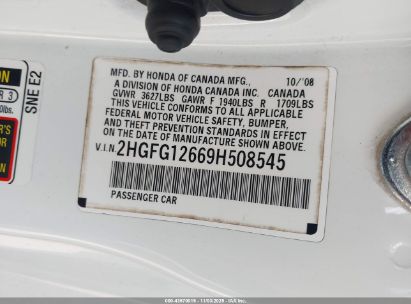 MFD. BY HONDA OF CANADA MFG., 10/'08
A DIVISION OF HONDA CANADA INC. CANADA
GVWR 3627LBS GAWR F 1940LBS R 1709LBS
THIS VEHICLE CONFORMS TO ALL APPLICABLE
FEDERAL MOTOR VEHICLE SAFETY, BUMPER,
AND THEFT PREVENTION STANDARDS IN EFFECT
ON THE DATE OF MANUFACTURE SHOWN ABOVE.
V.I.N. 2HGFG12669H508545
PASSENGER CAR
SNE E2